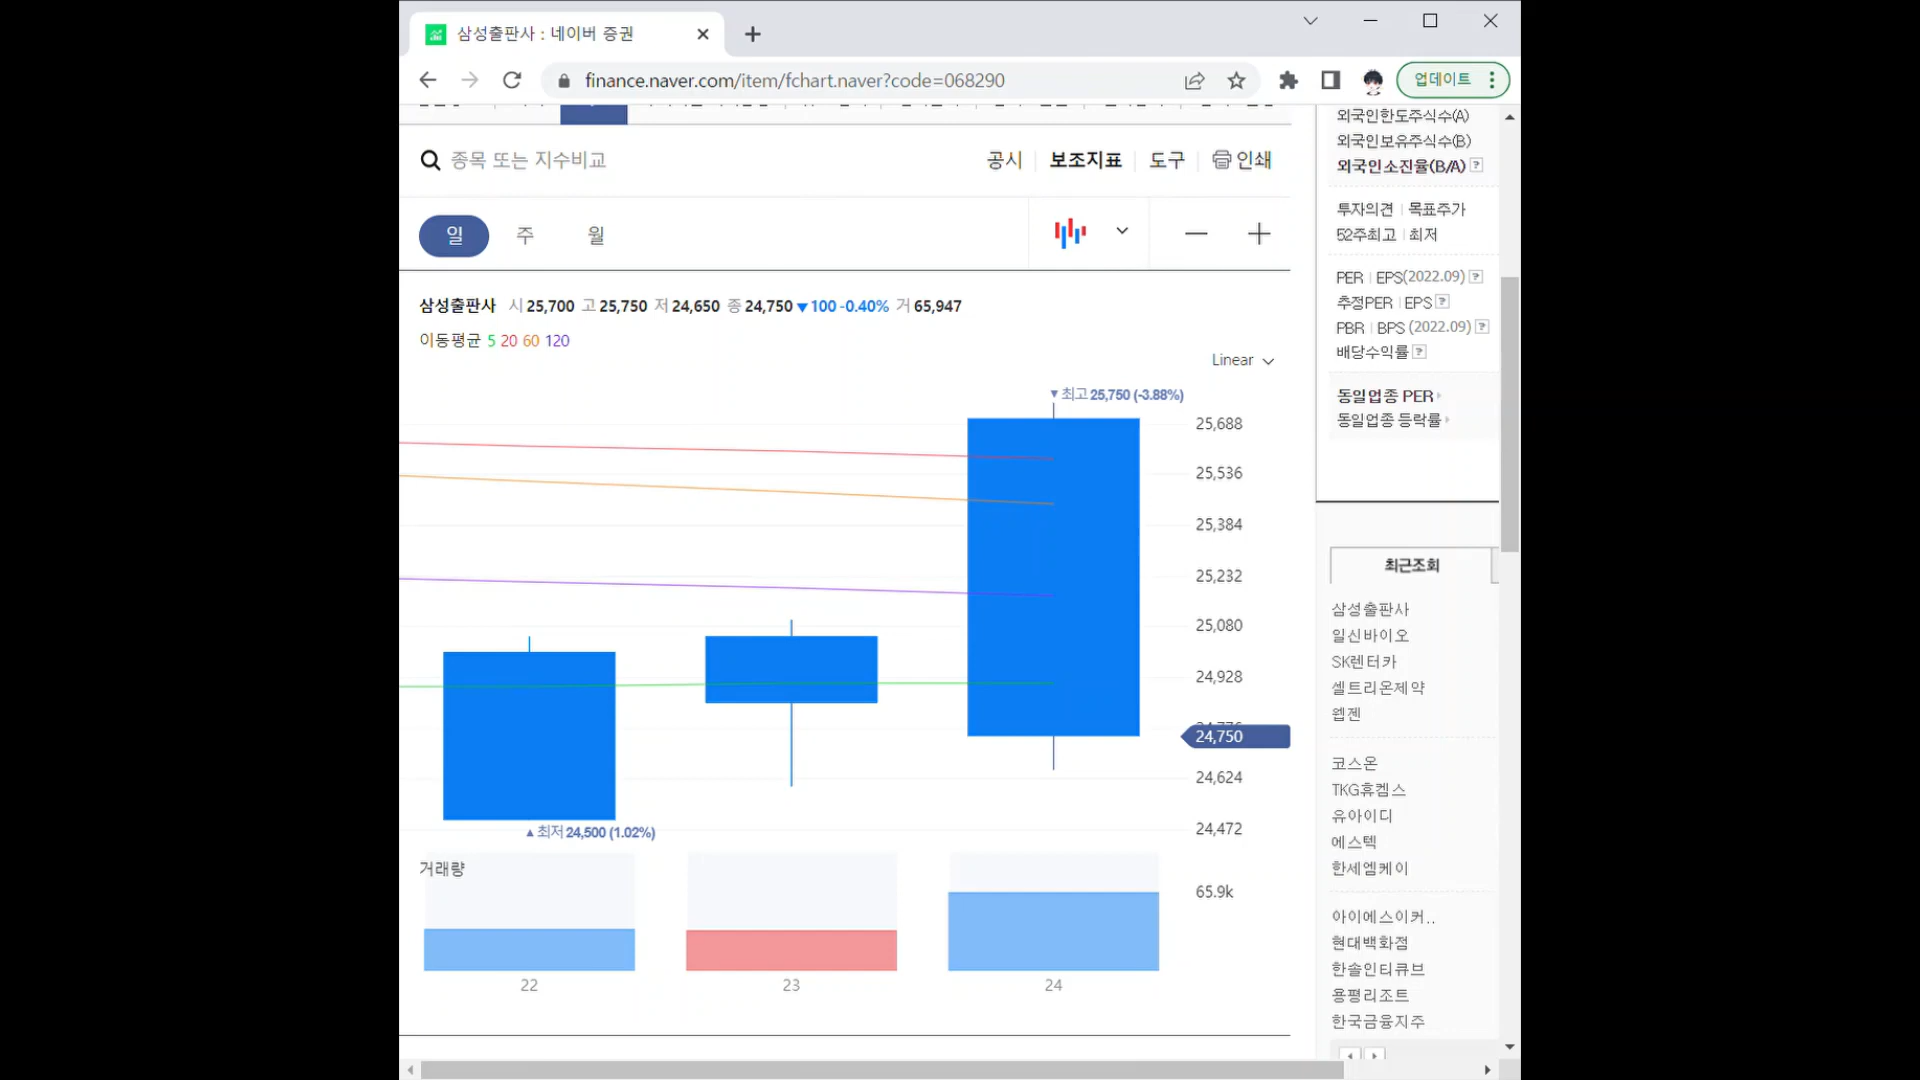 삼성출판사 : 네이버 증권
finance.naver.com/item/fchart.naver?code=068290
업데이트
종목 또는 지수비교
공시 보조지표 도구 인쇄
일 주 월
삼성출판사 시 25,700 고 25,750 저 24,650 종 24,750 ▼100 -0.40% 거 65,947
이동평균 5 20 60 120
Linear
▼최고 25,750 (-3.88%)
25,688
25,536
25,384
25,232
25,080
24,928
24,750
24,624
24,472
▲최저 24,500 (1.02%)
거래량
65.9k
22 23 24
외국인한도주식수(A)
외국인보유주식수(B)
외국인소진율(B/A) ?
투자의견 | 목표주가
52주최고 | 최저
PER | EPS(2022.09) ?
추정PER | EPS ?
PBR | BPS (2022.09) ?
배당수익률 ?
동일업종 PER
동일업종 등락률
최근조회
삼성출판사
일신바이오
SK렌터카
셀트리온제약
웹젠
코스온
TKG휴켐스
유아이디
에스텍
한세엠케이
아이에스이커..
현대백화점
한솔인티큐브
용평리조트
한국금융지주